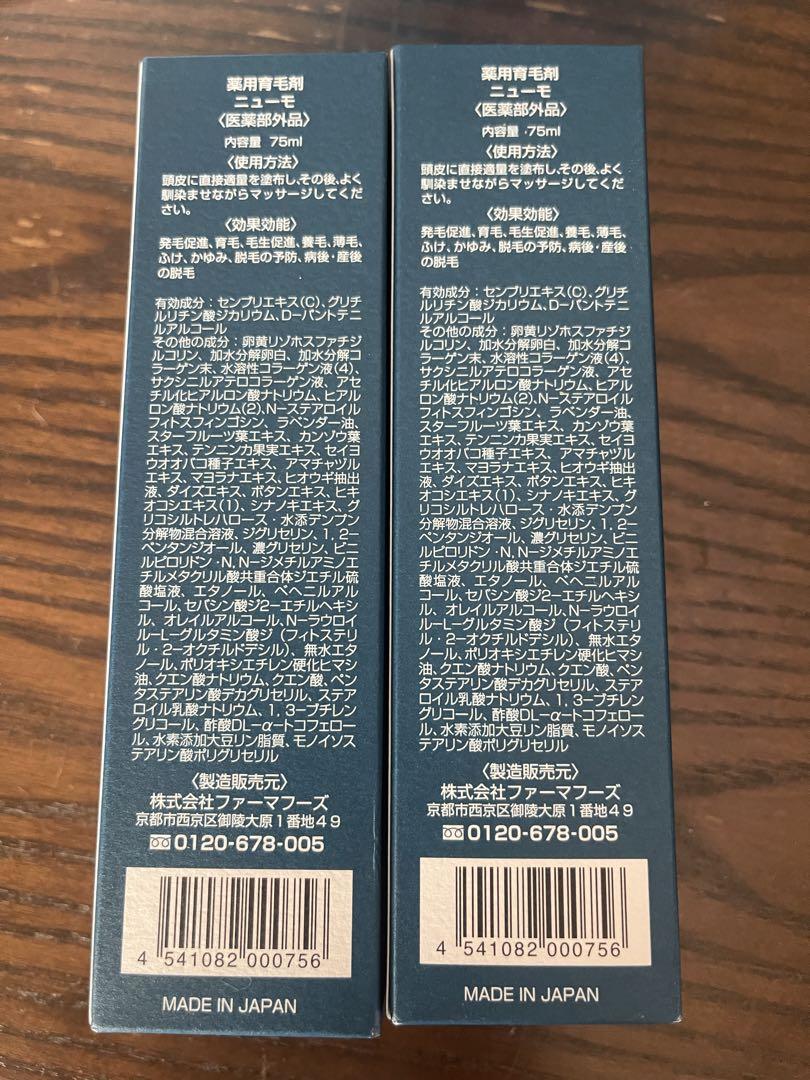 薬用育毛剤
ニューモ
〈医薬部外品〉
内容量 75ml
〈使用方法〉
頭皮に直接適量を塗布し、その後、よく
馴染ませながらマッサージしてくだ
さい。
〈効果効能〉
発毛促進、育毛、毛生促進、養毛、薄毛、
ふけ、かゆみ、脱毛の予防、病後・産後
の脱毛
有効成分：センブリエキス(C)、グリチ
ルリチン酸ジカリウム、D-パントテニ
ルアルコール
その他の成分：卵黄リゾホスファチジ
ルコリン、加水分解卵白、加水分解コ
ラーゲン末、水溶性コラーゲン液(4)、
サクシニルアテロコラーゲン液、アセ
チル化ヒアルロン酸ナトリウム、ヒアル
ロン酸ナトリウム(2)、N-ステアロイル
フィトスフィンゴシン、ラベンダー油、
スターフルーツ葉エキス、カンゾウ葉
エキス、テンニンカ果実エキス、セイヨ
ウオオバコ種子エキス、アマチャヅル
エキス、マヨラナエキス、ヒオウギ抽出
液、ダイズエキス、ボタンエキス、ヒキ
オコシエキス(1)、シナノキエキス、グ
リコシルトレハロース・水添デンプン
分解物混合溶液、ジグリセリン、1，2-
ペンタンジオール、濃グリセリン、ビニ
ルピロリドン・N，N-ジメチルアミノエ
チルメタクリル酸共重合体ジエチル硫
酸塩液、エタノール、ベヘニルアル
コール、セバシン酸ジ2-エチルヘキシ
ル、オレイルアルコール、N-ラウロイ
ル-L-グルタミン酸ジ（フィトステリ
ル・2-オクチルドデシル）、無水エタ
ノール、ポリオキシエチレン硬化ヒマシ
油、クエン酸ナトリウム、クエン酸、ペン
タステアリン酸デカグリセリル、ステア
ロイル乳酸ナトリウム、1，3-ブチレン
グリコール、酢酸DL-α-トコフェロー
ル、水素添加大豆リン脂質、モノイソス
テアリン酸ポリグリセリル
〈製造販売元〉
株式会社ファーマフーズ
京都市西京区御陵大原1番地49
0120-678-005
4 541082 000756
MADE IN JAPAN
薬用育毛剤
ニューモ
〈医薬部外品〉
内容量 75ml
〈使用方法〉
頭皮に直接適量を塗布し、その後、よく
馴染ませながらマッサージしてくだ
さい。
〈効果効能〉
発毛促進、育毛、毛生促進、養毛、薄毛、
ふけ、かゆみ、脱毛の予防、病後・産後
の脱毛
有効成分：センブリエキス(C)、グリチ
ルリチン酸ジカリウム、D-パントテニ
ルアルコール
その他の成分：卵黄リゾホスファチジ
ルコリン、加水分解卵白、加水分解コ
ラーゲン末、水溶性コラーゲン液(4)、
サクシニルアテロコラーゲン液、アセ
チル化ヒアルロン酸ナトリウム、ヒアル
ロン酸ナトリウム(2)、N-ステアロイル
フィトスフィンゴシン、ラベンダー油、
スターフルーツ葉エキス、カンゾウ葉
エキス、テンニンカ果実エキス、セイヨ
ウオオバコ種子エキス、アマチャヅル
エキス、マヨラナエキス、ヒオウギ抽出
液、ダイズエキス、ボタンエキス、ヒキ
オコシエキス(1)、シナノキエキス、グ
リコシルトレハロース・水添デンプン
分解物混合溶液、ジグリセリン、1，2-
ペンタンジオール、濃グリセリン、ビニ
ルピロリドン・N，N-ジメチルアミノエ
チルメタクリル酸共重合体ジエチル硫
酸塩液、エタノール、ベヘニルアル
コール、セバシン酸ジ2-エチルヘキシ
ル、オレイルアルコール、N-ラウロイ
ル-L-グルタミン酸ジ（フィトステリ
ル・2-オクチルドデシル）、無水エタ
ノール、ポリオキシエチレン硬化ヒマシ
油、クエン酸ナトリウム、クエン酸、ペン
タステアリン酸デカグリセリル、ステア
ロイル乳酸ナトリウム、1，3-ブチレン
グリコール、酢酸DL-α-トコフェロー
ル、水素添加大豆リン脂質、モノイソス
テアリン酸ポリグリセリル
〈製造販売元〉
株式会社ファーマフーズ
京都市西京区御陵大原1番地49
0120-678-005
4 541082 000756
MADE IN JAPAN